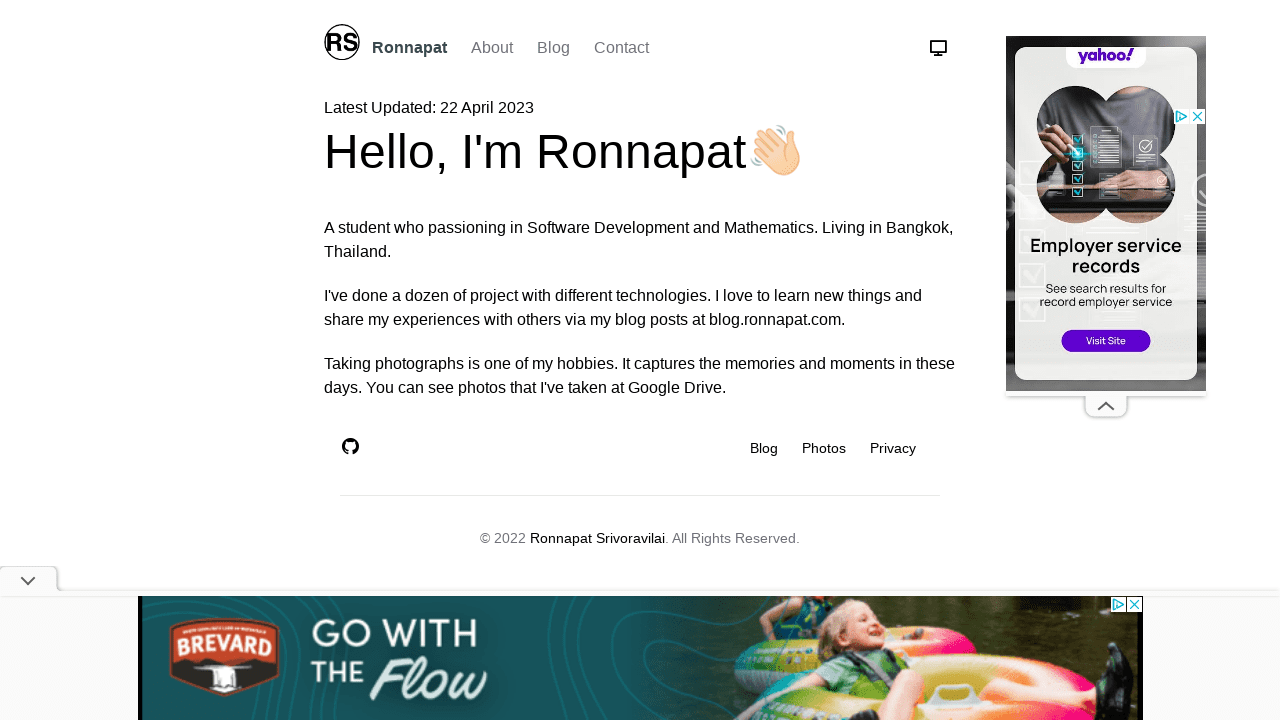 RS Ronnapat About Blog Contact
Latest Updated: 22 April 2023
Hello, I'm Ronnapat👋🏻
A student who passioning in Software Development and Mathematics. Living in Bangkok,
Thailand.
I've done a dozen of project with different technologies. I love to learn new things and
share my experiences with others via my blog posts at blog.ronnapat.com.
Taking photographs is one of my hobbies. It captures the memories and moments in these
days. You can see photos that I've taken at Google Drive.
Blog Photos Privacy
© 2022 Ronnapat Srivoravilai. All Rights Reserved.
yahoo!
Employer service
records
See search results for
record employer service
Visit Site
BREVARD
GO WITH
THE Flow